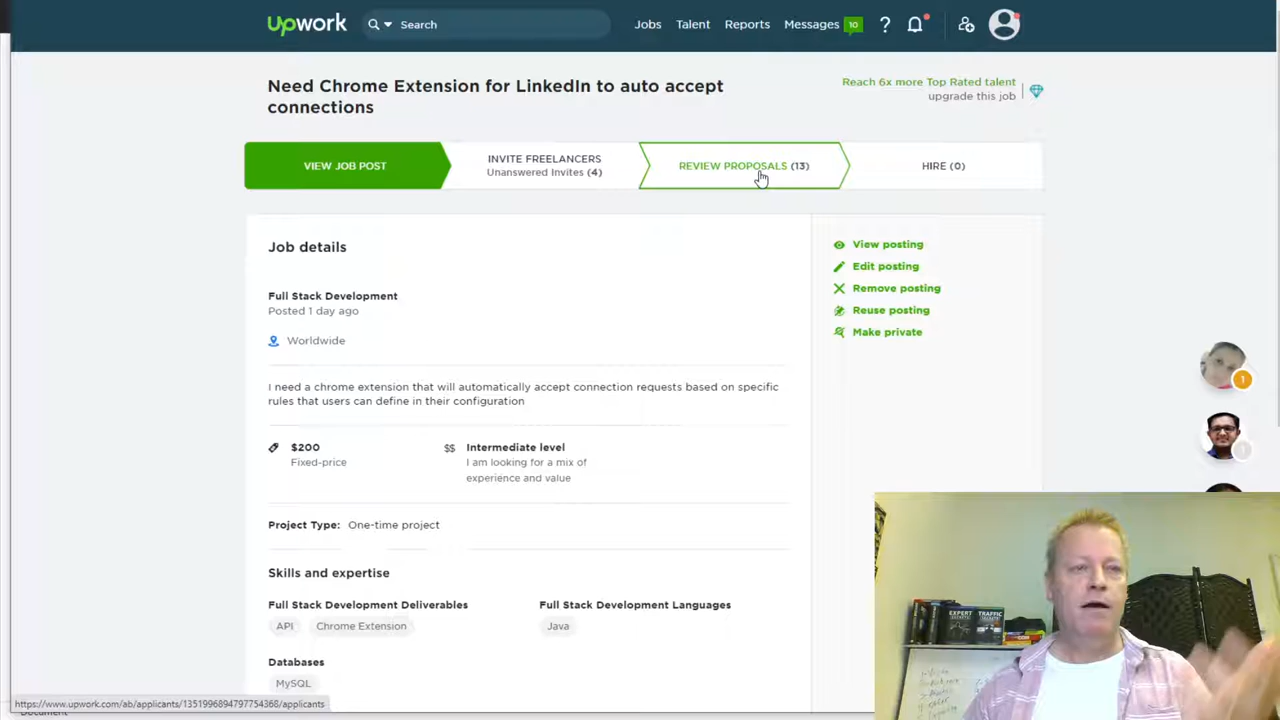 Upwork
Search
Jobs
Talent
Reports
Messages
10
?
Need Chrome Extension for LinkedIn to auto accept
connections
Reach 6x more Top Rated talent
upgrade this job
VIEW JOB POST
INVITE FREELANCERS
Unanswered Invites (4)
REVIEW PROPOSALS (13)
HIRE (0)
Job details
Full Stack Development
Posted 1 day ago
Worldwide
I need a chrome extension that will automatically accept connection requests based on specific
rules that users can define in their configuration
$200
Fixed-price
$$
Intermediate level
I am looking for a mix of
experience and value
Project Type: One-time project
Skills and expertise
Full Stack Development Deliverables
API
Chrome Extension
Full Stack Development Languages
Java
Databases
MySQL
View posting
Edit posting
Remove posting
Reuse posting
Make private
1
1
EXPERT
SECRETS
TRAFFIC
SECRETS
https://www.upwork.com/ab/applicants/1351996894797754368/applicants